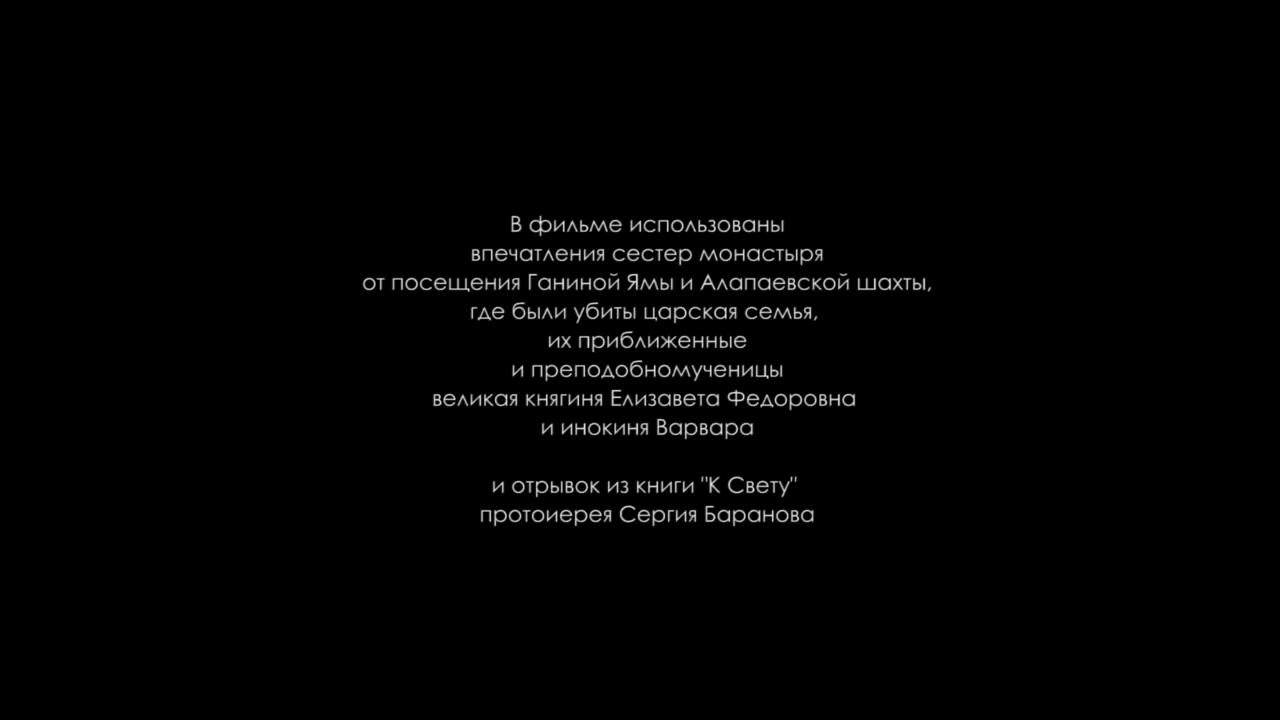 В фильме использованы
впечатления сестер монастыря
от посещения Ганиной Ямы и Алапаевской шахты,
где были убиты царская семья,
их приближенные
и преподобномученицы
великая княгиня Елизавета Федоровна
и инокиня Варвара
и отрывок из книги "К Свету"
протоиерея Сергия Баранова